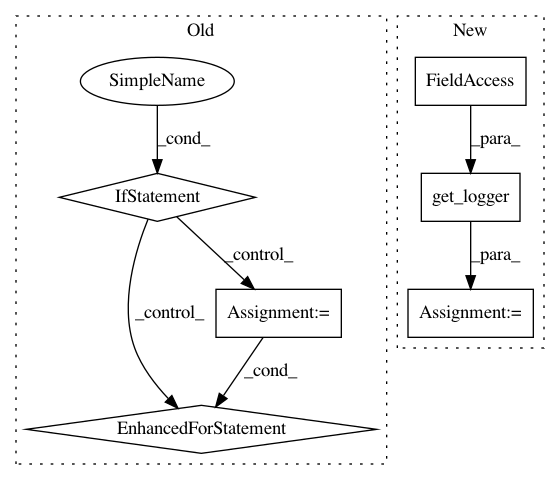 Old
New
SimpleName
FieldAccess
_cond_
_para_
IfStatement
get_logger
_control_
_para_
_control_
Assignment:=
Assignment:=
_cond_
EnhancedForStatement